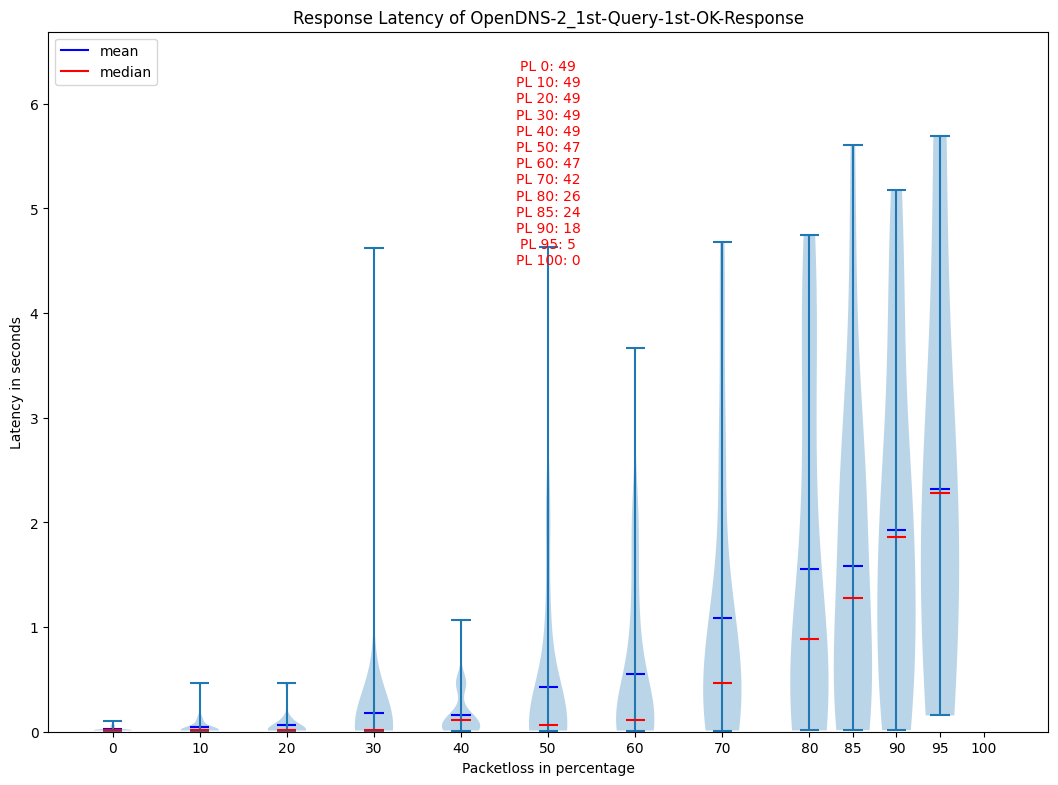 Response Latency of OpenDNS-2_1st-Query-1st-OK-Response
mean
median
PL 0: 49
PL 10: 49
PL 20: 49
PL 30: 49
PL 40: 49
PL 50: 47
PL 60: 47
PL 70: 42
PL 80: 26
PL 85: 24
PL 90: 18
PL 95: 5
PL 100: 0
Latency in seconds
6
5
4
3
2
1
0
0 10 20 30 40 50 60 70 80 85 90 95 100
Packetloss in percentage